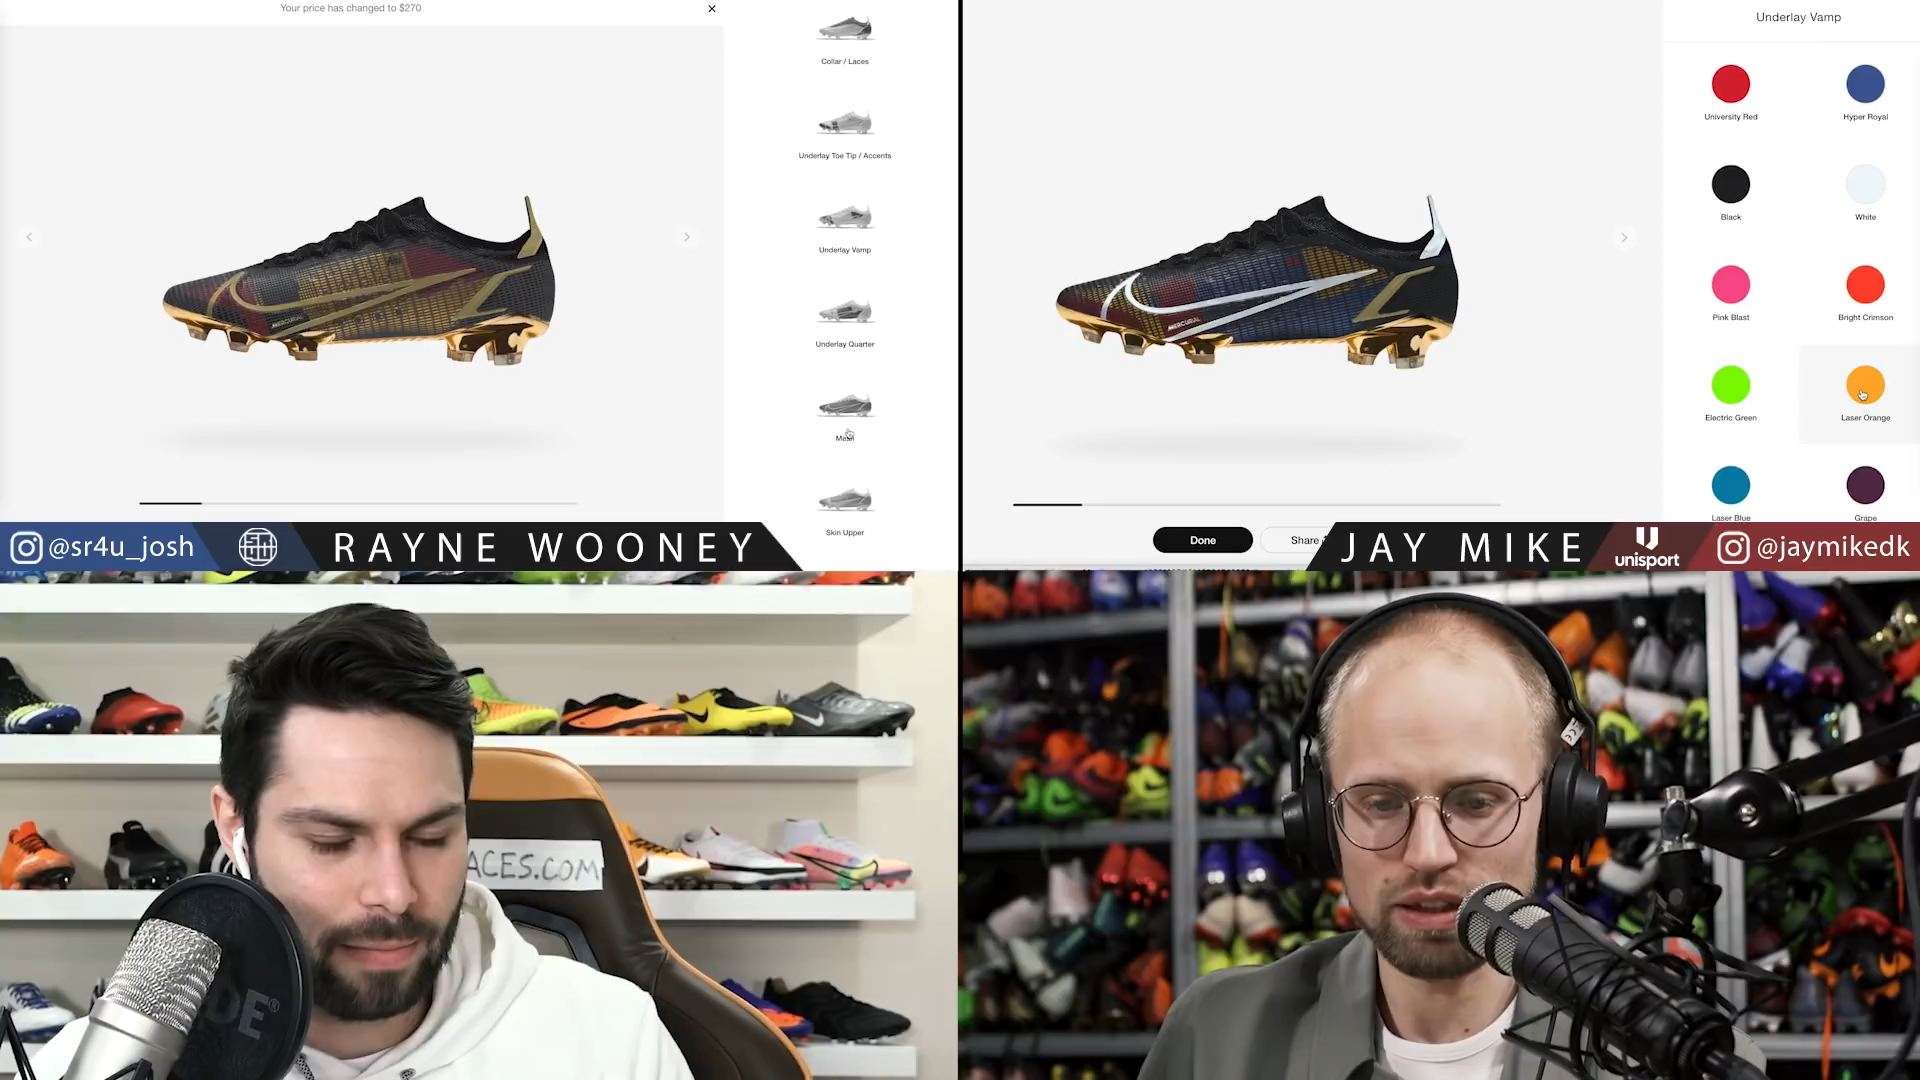 Your price has changed to $270
Collar / Laces
Underlay Toe Tip / Accents
Underlay Vamp
Underlay Quarter
Skin Upper
MERCURIAL
Underlay Vamp
University Red
Hyper Royal
Black
White
Pink Blast
Bright Crimson
Electric Green
Laser Orange
Laser Blue
Grape
MERCURIAL
Done
Share
@sr4u_josh
RAYNE WOONEY
JAY MIKE
unisport
@jaymikedk
ACES.COM
DE®